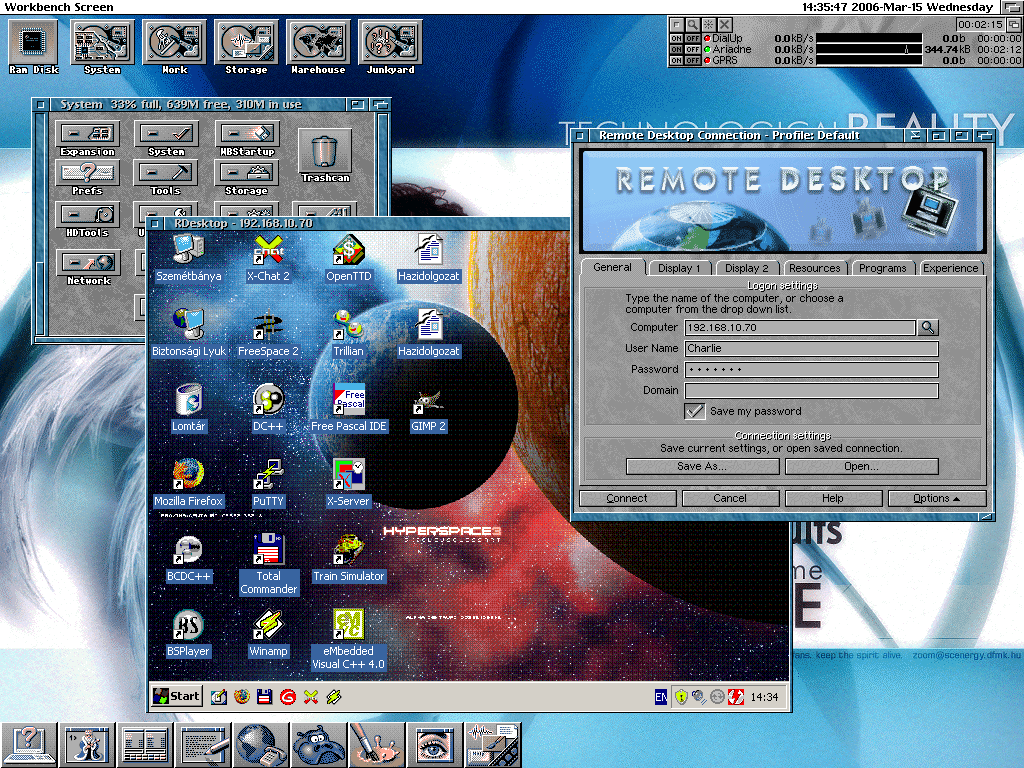 Workbench Screen
14:35:47 2006-Mar-15 Wednesday
Ram Disk
System
Work
Storage
Warehouse
Junkyard
00:02:15
ON OFF DialUp 0.0kB/s 0.0b 00:00:00
ON OFF Ariadne 0.0kB/s 344.74kB 00:02:12
ON OFF GPRS 0.0kB/s 0.0b 00:00:00
TECHNOLOGICAL REALITY
System 33% full, 639M free, 310M in use
Expansion
System
WBStartup
Trashcan
Prefs
Tools
Storage
HDTools
Network
Remote Desktop Connection - Profile: Default
REMOTE DESKTOP
General
Display 1
Display 2
Resources
Programs
Experience
Logon settings
Type the name of the computer, or choose a
computer from the drop down list.
Computer 192.168.10.70
User Name Charlie
Password •••••••
Domain
Save my password
Connection settings
Save current settings, or open saved connection.
Save As...
Open...
Connect
Cancel
Help
Options
RDesktop - 192.168.10.70
Szemétbánya
X-Chat 2
OpenTTD
Hazidolgozat
Biztonsági Lyuk
FreeSpace 2
Trillian
Hazidolgozat
Lomtár
DC++
Free Pascal
Free Pascal IDE
GIMP 2
Mozilla Firefox
PuTTY
X-Server
HYPERSPACE3
BCDC++
Total
Commander
Train Simulator
BSPlayer
Winamp
eMbedded
Visual C++ 4.0
Start
EN
14:34
keep the spirit alive. zoom@scenergy.dfmk.hu